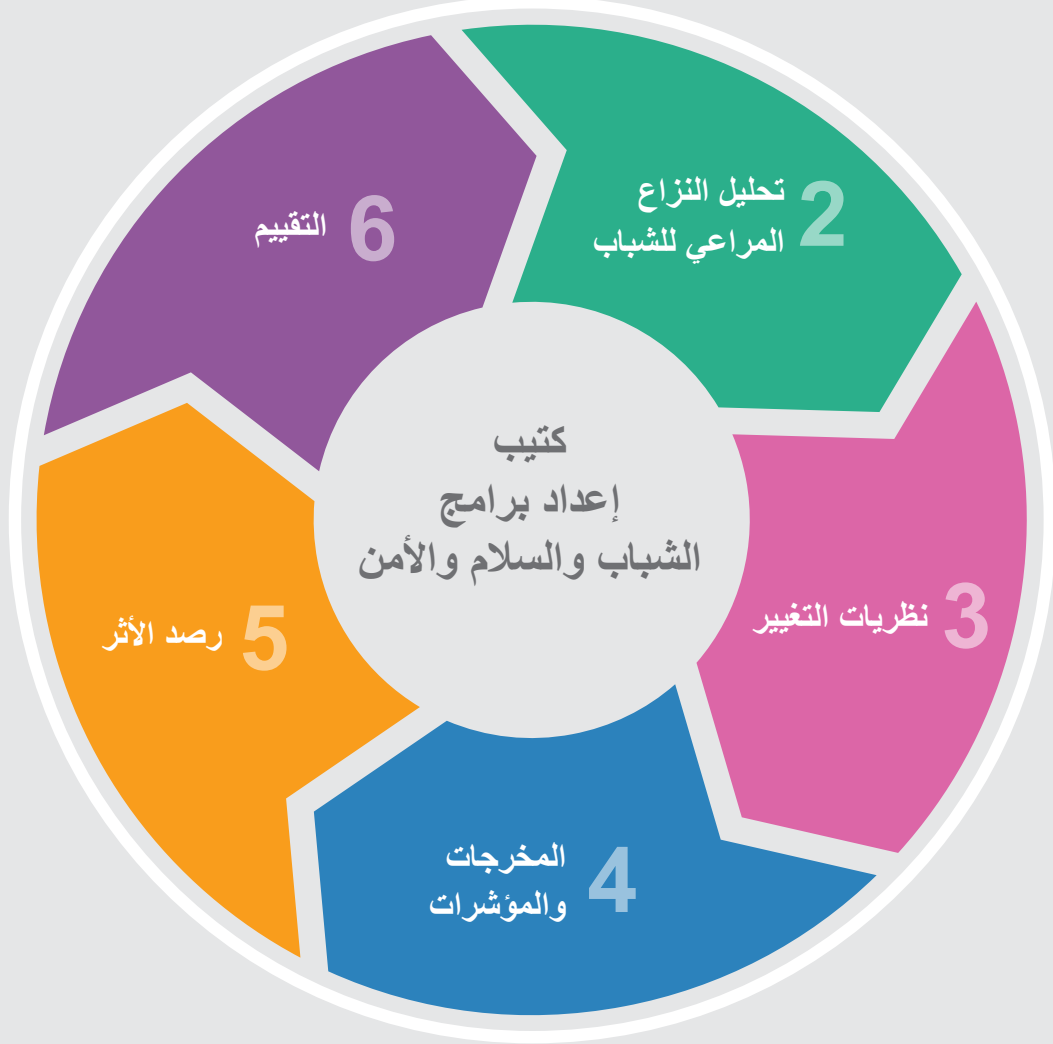 كتيب
إعداد برامج
الشباب والسلام والأمن
2
تحليل النزاع
المراعي للشباب
3
نظريات التغيير
4
المخرجات
والمؤشرات
5
رصد الأثر
6
التقييم